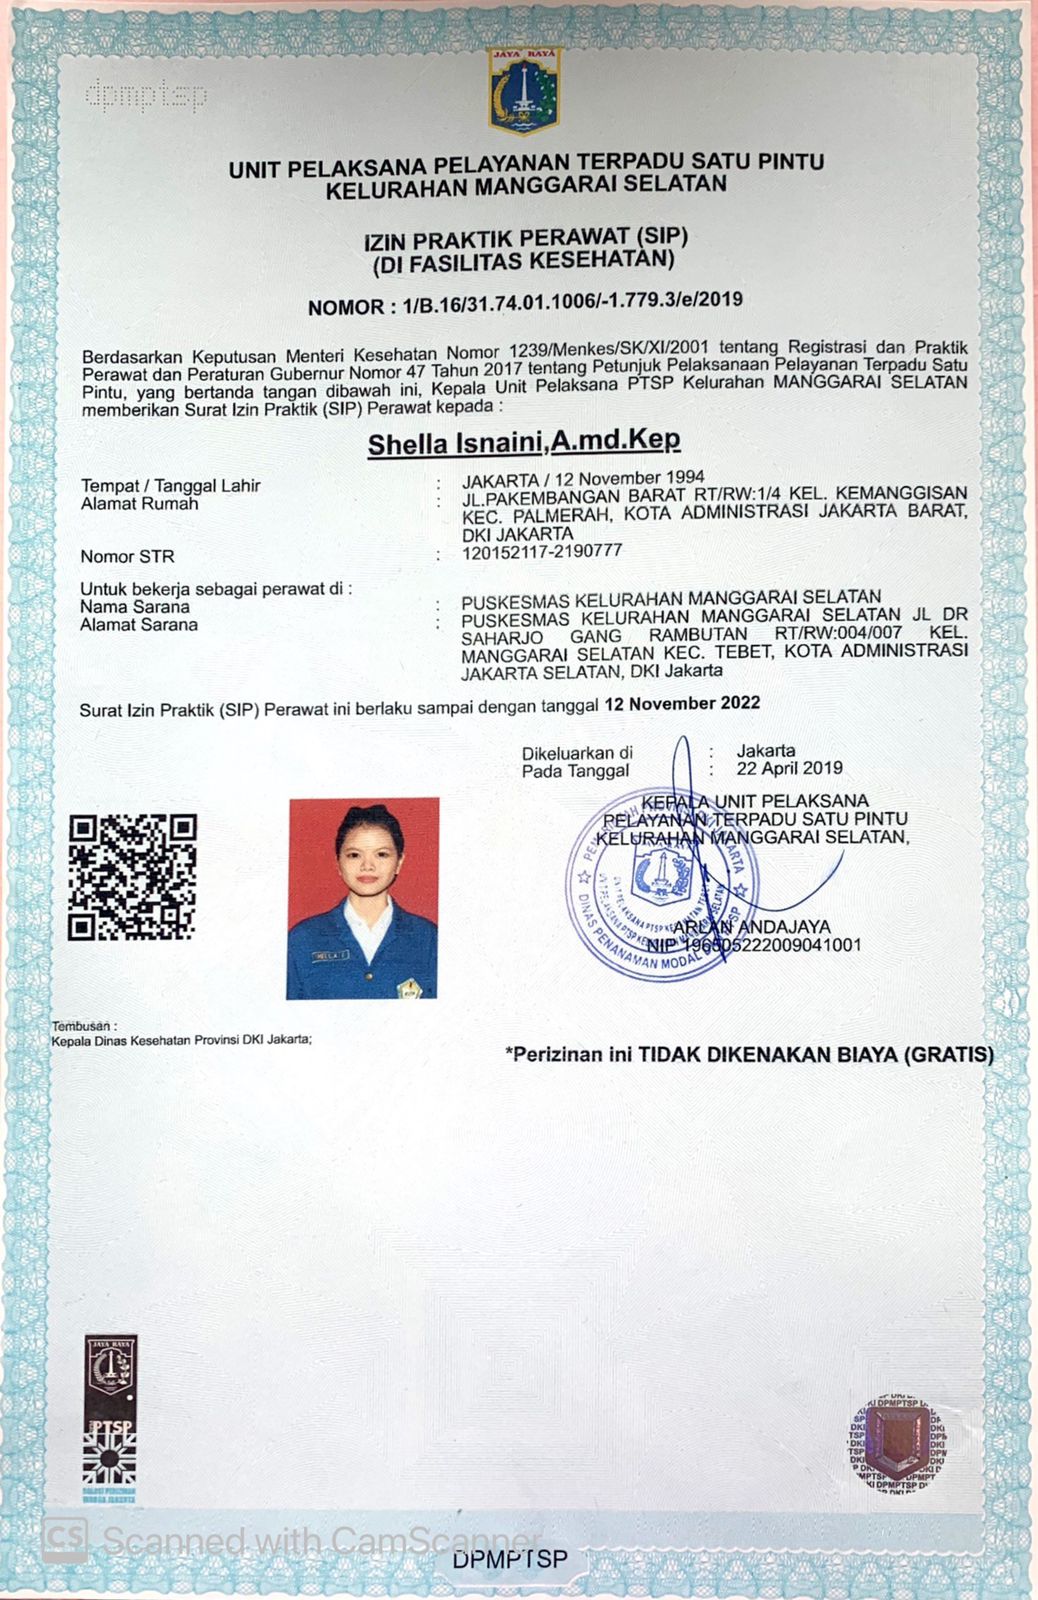 dpmptsp
JAYA RAYA
UNIT PELAKSANA PELAYANAN TERPADU SATU PINTU
KELURAHAN MANGGARAI SELATAN
IZIN PRAKTIK PERAWAT (SIP)
(DI FASILITAS KESEHATAN)
NOMOR : 1/B.16/31.74.01.1006/-1.779.3/e/2019
Berdasarkan Keputusan Menteri Kesehatan Nomor 1239/Menkes/SK/XI/2001 tentang Registrasi dan Praktik
Perawat dan Peraturan Gubernur Nomor 47 Tahun 2017 tentang Petunjuk Pelaksanaan Pelayanan Terpadu Satu
Pintu, yang bertanda tangan dibawah ini, Kepala Unit Pelaksana PTSP Kelurahan MANGGARAI SELATAN
memberikan Surat Izin Praktik (SIP) Perawat kepada :
Shella Isnaini,A.md.Kep
Tempat / Tanggal Lahir : JAKARTA / 12 November 1994
Alamat Rumah : JL.PAKEMBANGAN BARAT RT/RW:1/4 KEL. KEMANGGISAN
KEC. PALMERAH, KOTA ADMINISTRASI JAKARTA BARAT,
DKI JAKARTA
Nomor STR : 120152117-2190777
Untuk bekerja sebagai perawat di :
Nama Sarana : PUSKESMAS KELURAHAN MANGGARAI SELATAN
Alamat Sarana : PUSKESMAS KELURAHAN MANGGARAI SELATAN JL DR
SAHARJO GANG RAMBUTAN RT/RW:004/007 KEL.
MANGGARAI SELATAN KEC. TEBET, KOTA ADMINISTRASI
JAKARTA SELATAN, DKI Jakarta
Surat Izin Praktik (SIP) Perawat ini berlaku sampai dengan tanggal 12 November 2022
Dikeluarkan di : Jakarta
Pada Tanggal : 22 April 2019
KEPALA UNIT PELAKSANA
PELAYANAN TERPADU SATU PINTU
KELURAHAN MANGGARAI SELATAN,
ARLAN ANDAJAYA
NIP 196805222009041001
DINAS PENANAMAN MODAL DAN PTSP
Tembusan :
Kepala Dinas Kesehatan Provinsi DKI Jakarta;
*Perizinan ini TIDAK DIKENAKAN BIAYA (GRATIS)
JAYA RAYA
PTSP
DKI DPMPTSP
CS Scanned with CamScanner
DPMPTSP